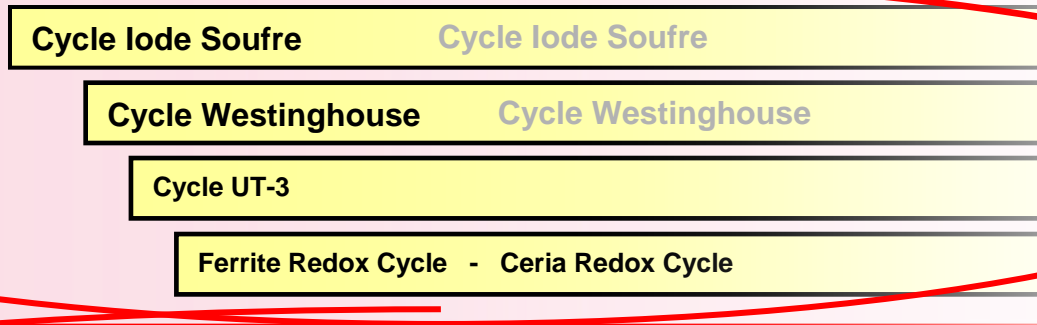 Cycle Iode Soufre Cycle Iode Soufre
Cycle Westinghouse Cycle Westinghouse
Cycle UT-3
Ferrite Redox Cycle - Ceria Redox Cycle